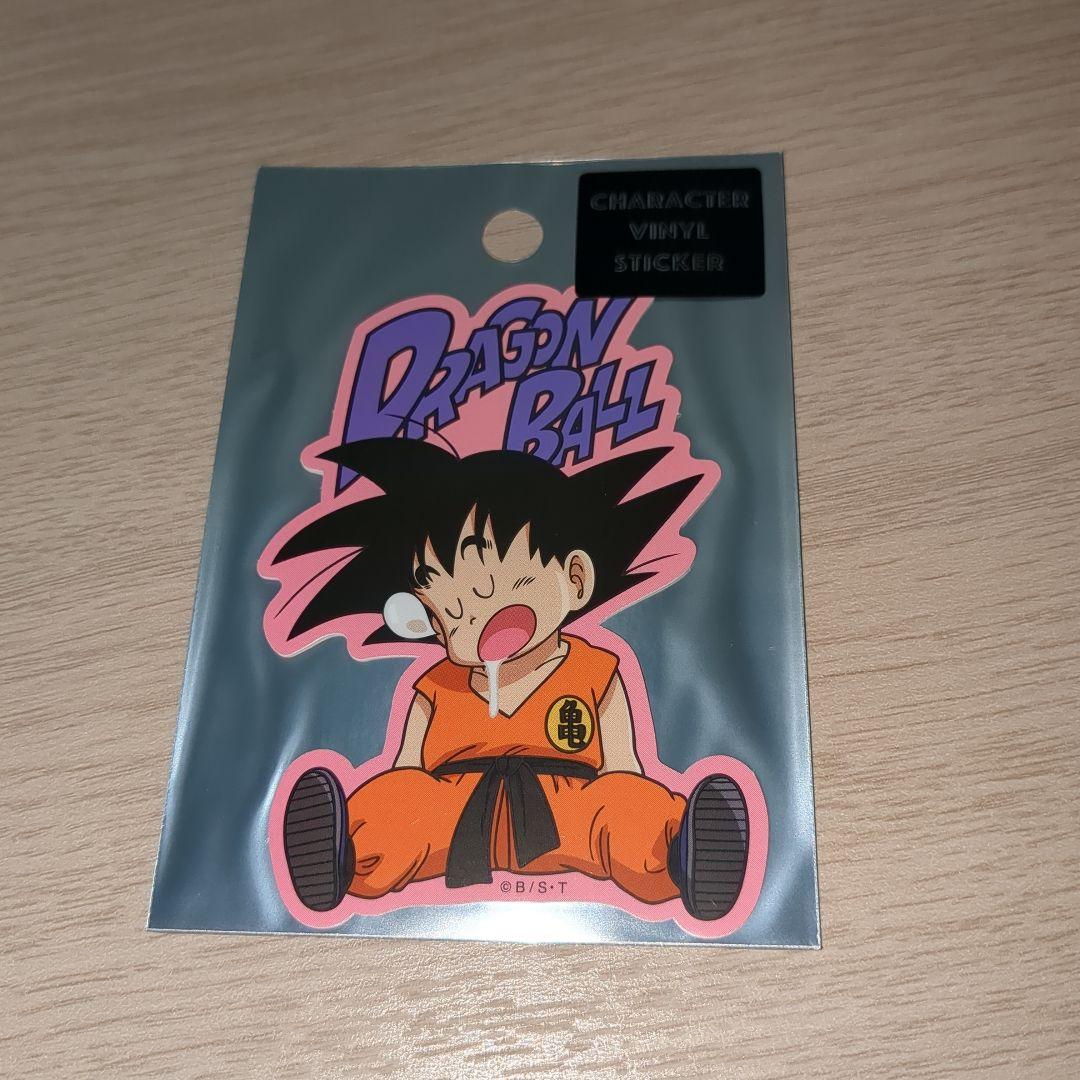 CHARACTER
VINYL
STICKER
DRAGON
BALL
亀
©B/S・T